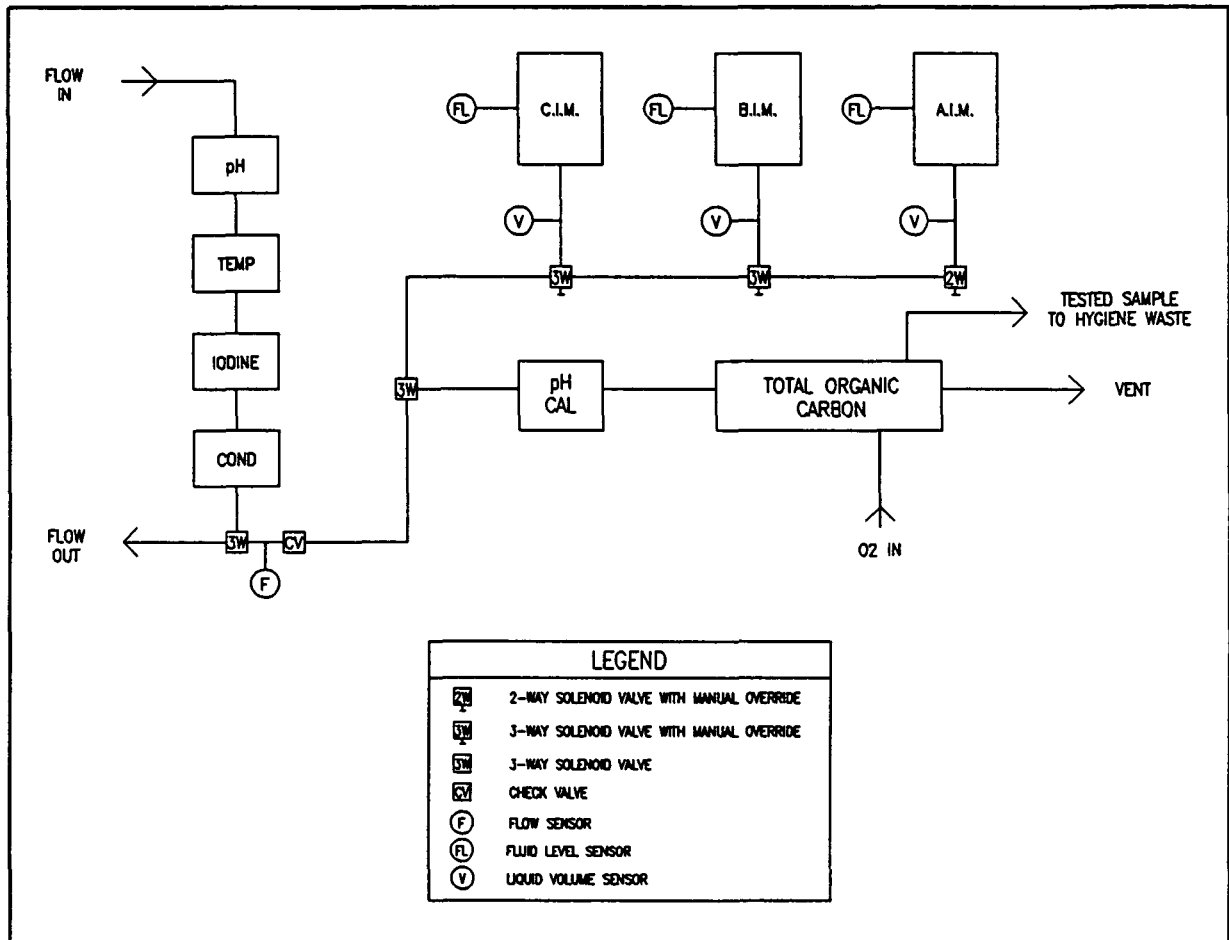 FLOW
IN
pH
TEMP
IODINE
COND
FLOW
OUT
3W
F
CV
3W
FL
C.I.M.
FL
B.I.M.
FL
A.I.M.
V
V
V
3W
3W
2W
TESTED SAMPLE
TO HYGIENE WASTE
pH
CAL
TOTAL ORGANIC
CARBON
VENT
O2 IN
LEGEND
2W 2-WAY SOLENOID VALVE WITH MANUAL OVERRIDE
3W 3-WAY SOLENOID VALVE WITH MANUAL OVERRIDE
3W 3-WAY SOLENOID VALVE
CV CHECK VALVE
F FLOW SENSOR
FL FLUID LEVEL SENSOR
V LIQUID VOLUME SENSOR